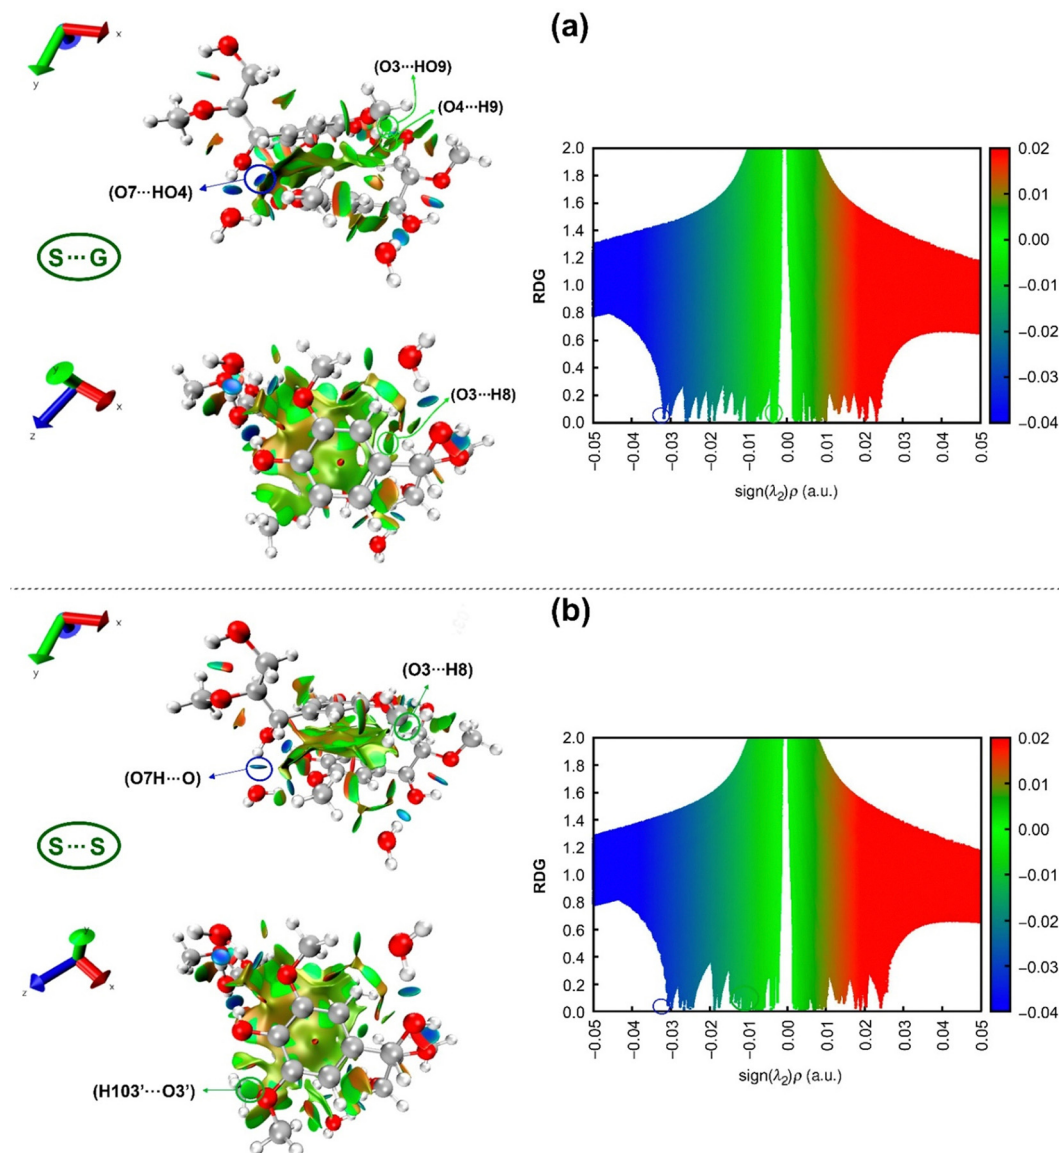 (a)
x
y
(O3···HO9)
(O4···H9)
(O7···HO4)
S···G
y
x
z
(O3···H8)
RDG
2.0
1.8
1.6
1.4
1.2
1.0
0.8
0.6
0.4
0.2
0.0
−0.05
−0.04
−0.03
−0.02
−0.01
0.00
0.01
0.02
0.03
0.04
0.05
sign(λ₂)ρ (a.u.)
0.02
0.01
0.00
−0.01
−0.02
−0.03
−0.04
(b)
x
y
(O3···H8)
(O7H···O)
S···S
y
x
z
(H103'···O3')
RDG
2.0
1.8
1.6
1.4
1.2
1.0
0.8
0.6
0.4
0.2
0.0
−0.05
−0.04
−0.03
−0.02
−0.01
0.00
0.01
0.02
0.03
0.04
0.05
sign(λ₂)ρ (a.u.)
0.02
0.01
0.00
−0.01
−0.02
−0.03
−0.04